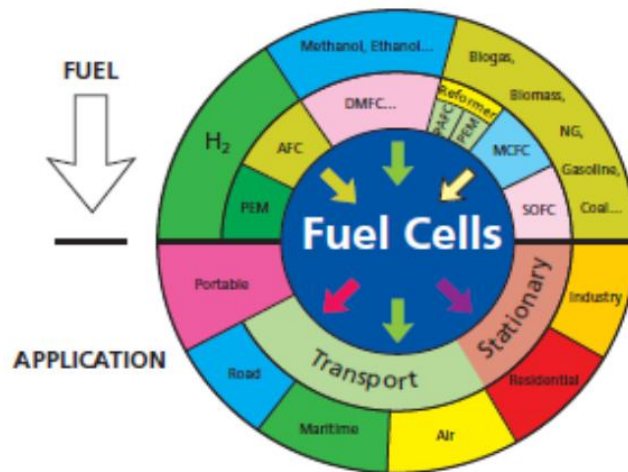 Methanol, Ethanol...
Biogas,
Biomass,
NG,
Gasoline,
Coal....
FUEL
H2
Reformer
DMFC...
PAFC
PEM
AFC
MCFC
PEM
SOFC
Fuel Cells
Portable
Stationary
Industry
APPLICATION
Transport
Road
Residential
Maritime
Air